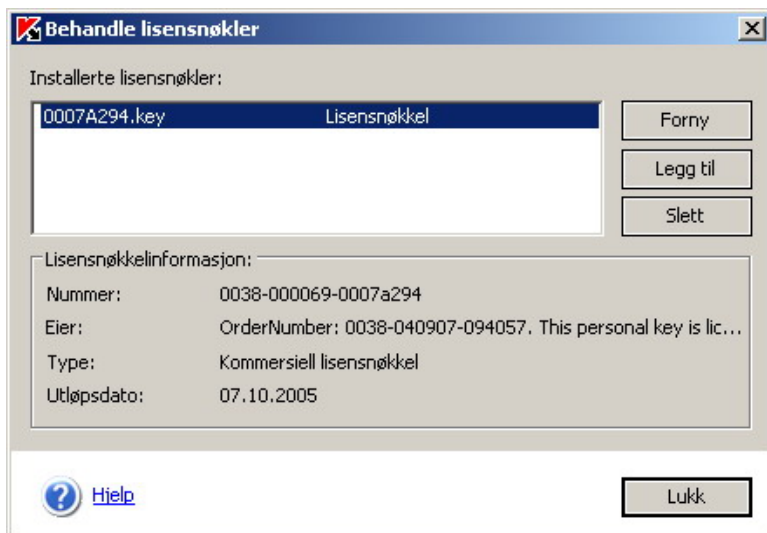 Behandle lisensnøkler
Installerte lisensnøkler:
0007A294.key Lisensnøkkel
Forny
Legg til
Slett
Lisensnøkkelinformasjon:
Nummer: 0038-000069-0007a294
Eier: OrderNumber: 0038-040907-094057. This personal key is lic...
Type: Kommersiell lisensnøkkel
Utløpsdato: 07.10.2005
Hjelp
Lukk